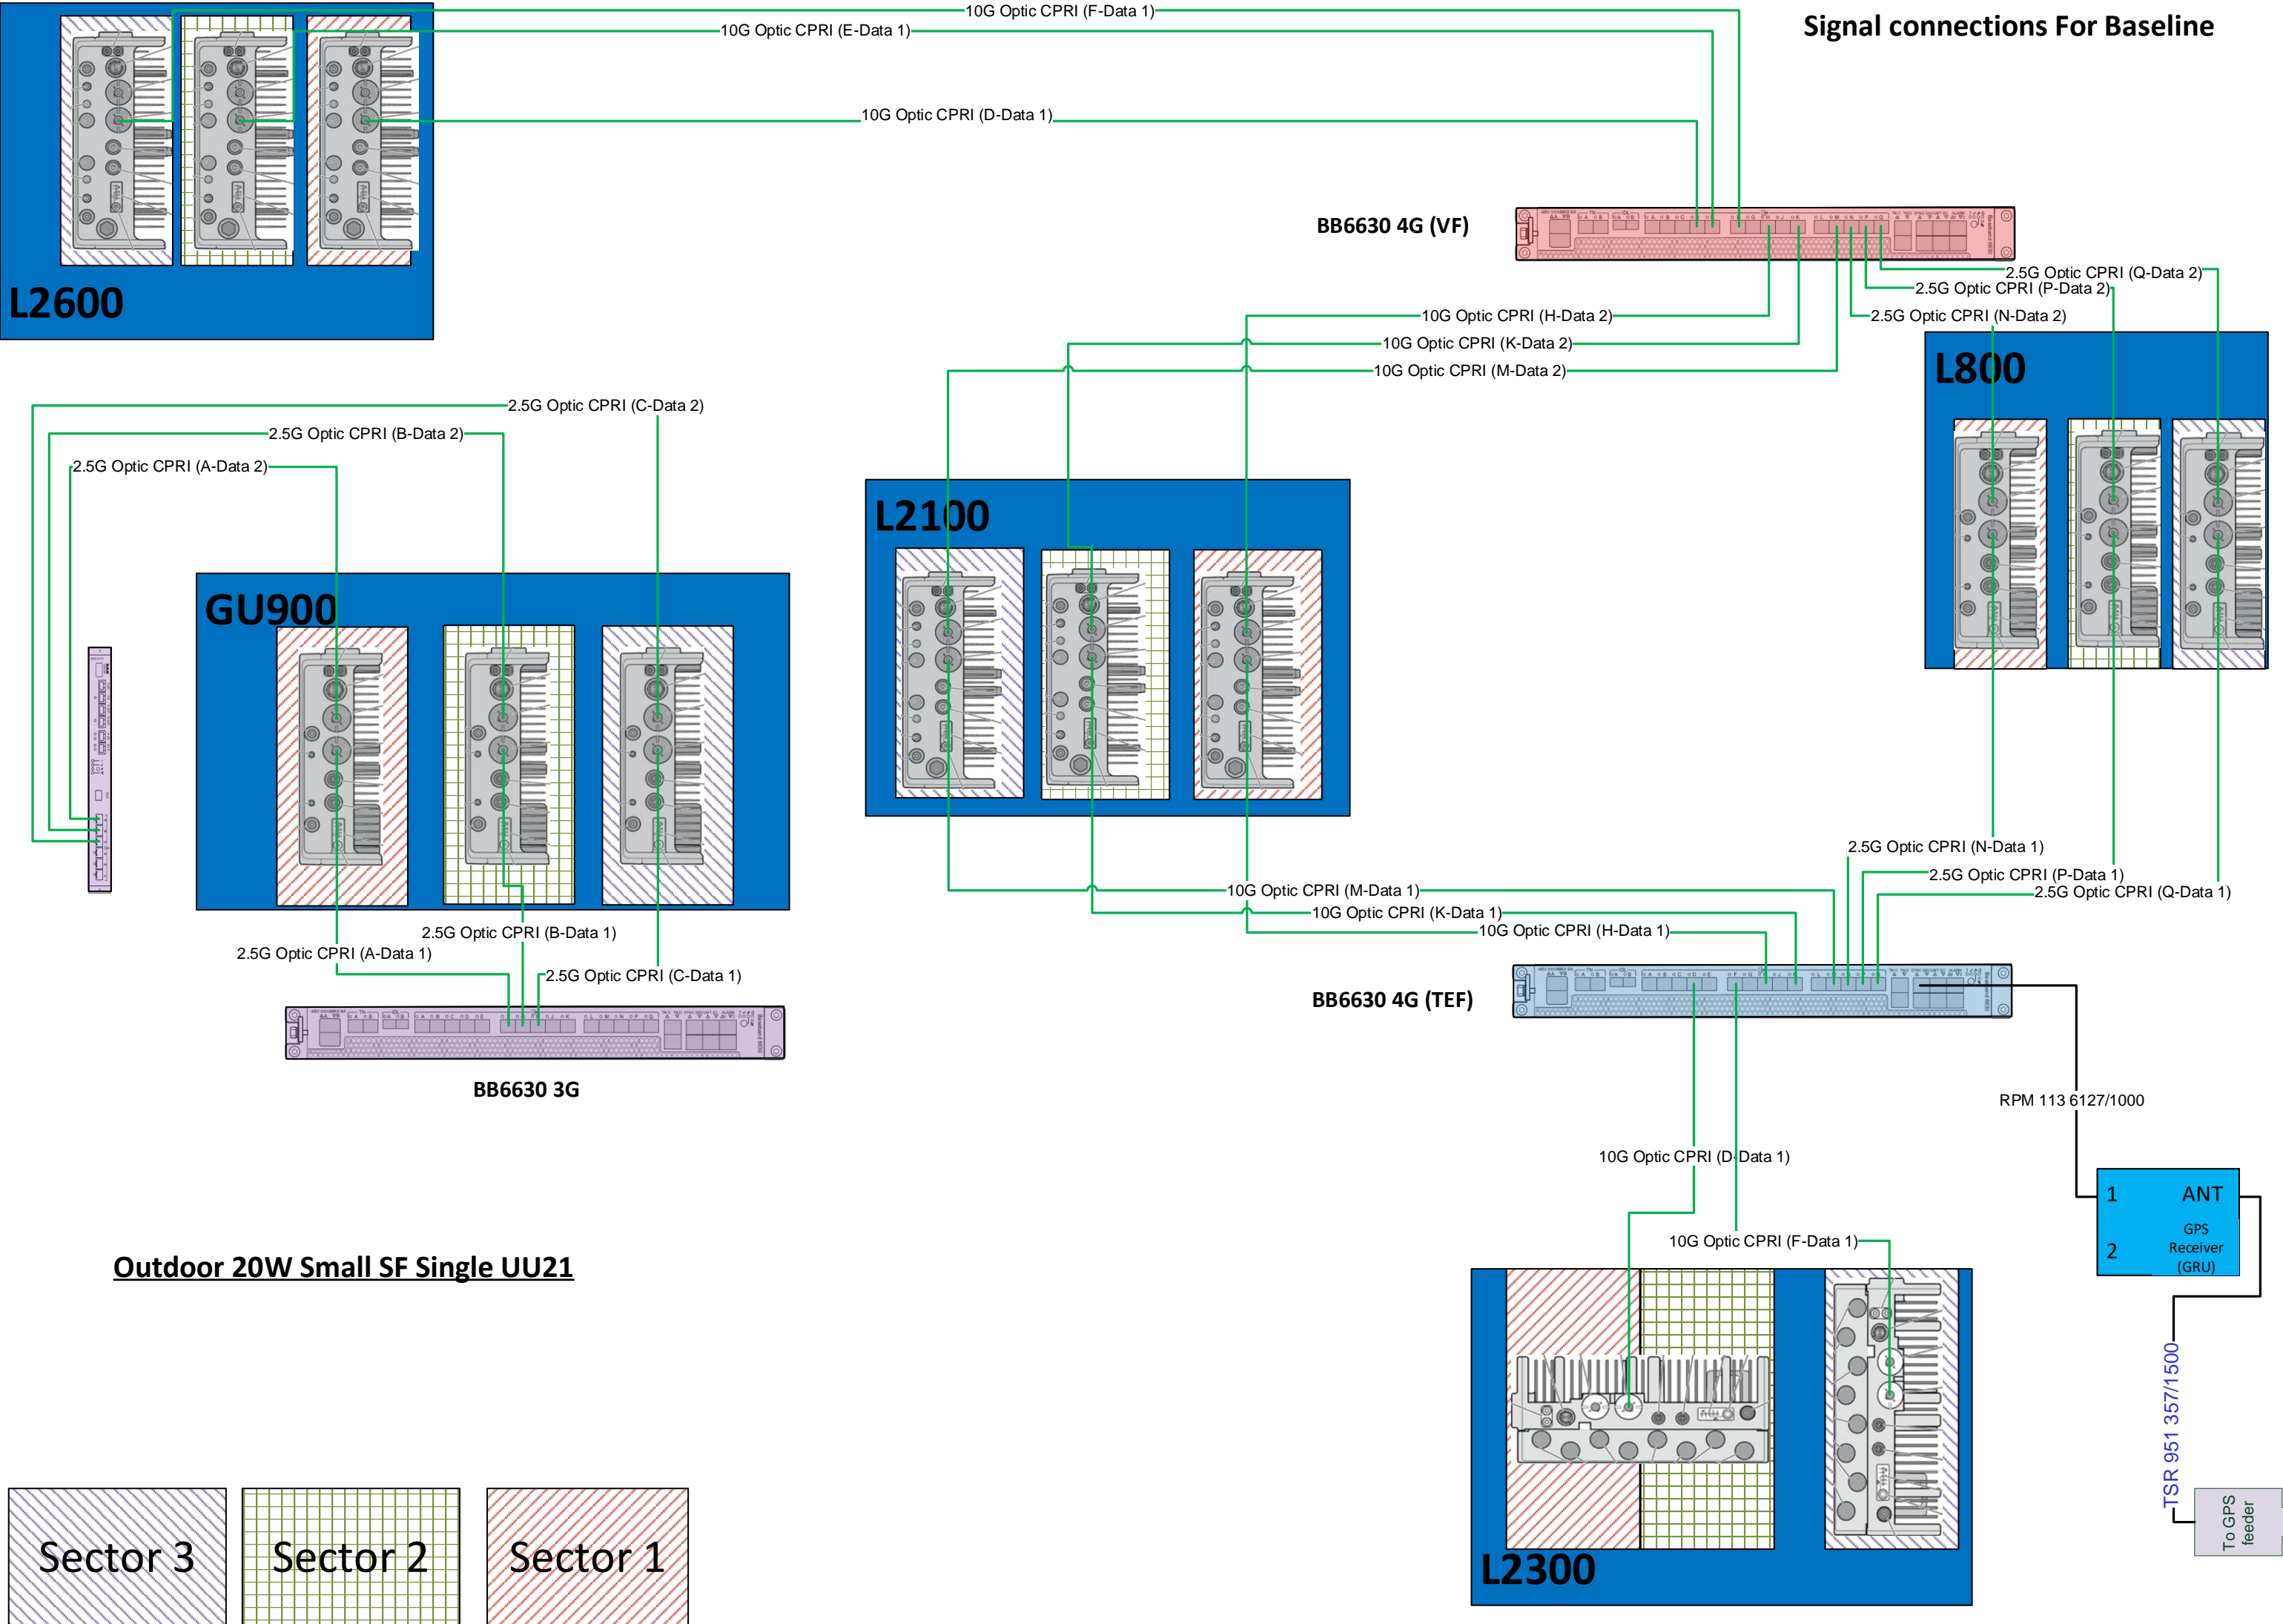 Signal connections For Baseline
10G Optic CPRI (F-Data 1)
10G Optic CPRI (E-Data 1)
10G Optic CPRI (D-Data 1)
L2600
BB6630 4G (VF)
2.5G Optic CPRI (Q-Data 2)
2.5G Optic CPRI (P-Data 2)
2.5G Optic CPRI (N-Data 2)
10G Optic CPRI (H-Data 2)
10G Optic CPRI (K-Data 2)
10G Optic CPRI (M-Data 2)
L800
2.5G Optic CPRI (C-Data 2)
2.5G Optic CPRI (B-Data 2)
2.5G Optic CPRI (A-Data 2)
L2100
GU900
2.5G Optic CPRI (N-Data 1)
2.5G Optic CPRI (P-Data 1)
2.5G Optic CPRI (Q-Data 1)
10G Optic CPRI (M-Data 1)
10G Optic CPRI (K-Data 1)
10G Optic CPRI (H-Data 1)
2.5G Optic CPRI (B-Data 1)
2.5G Optic CPRI (A-Data 1)
2.5G Optic CPRI (C-Data 1)
BB6630 4G (TEF)
BB6630 3G
RPM 113 6127/1000
10G Optic CPRI (D-Data 1)
1 ANT
GPS
2 Receiver
(GRU)
10G Optic CPRI (F-Data 1)
Outdoor 20W Small SF Single UU21
TSR 951 357/1500
To GPS
feeder
L2300
Sector 3
Sector 2
Sector 1